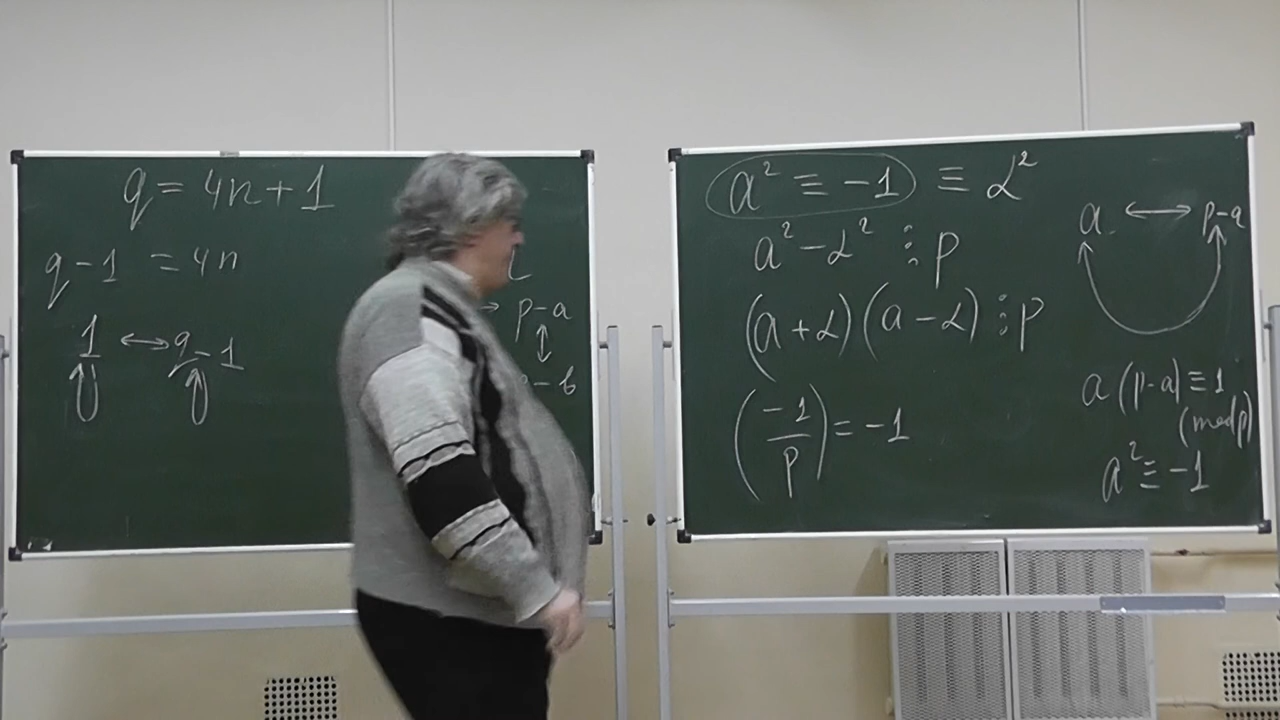 q = 4n + 1
q - 1 = 4n
1 ↔ q - 1
p - a
↕
- b
a² ≡ -1 ≡ α²
a² - α² ⋮ p
(a + α)(a - α) ⋮ p
(-1/p) = -1
a ↔ p - a
a (p - a) ≡ 1
(mod p)
a² ≡ -1